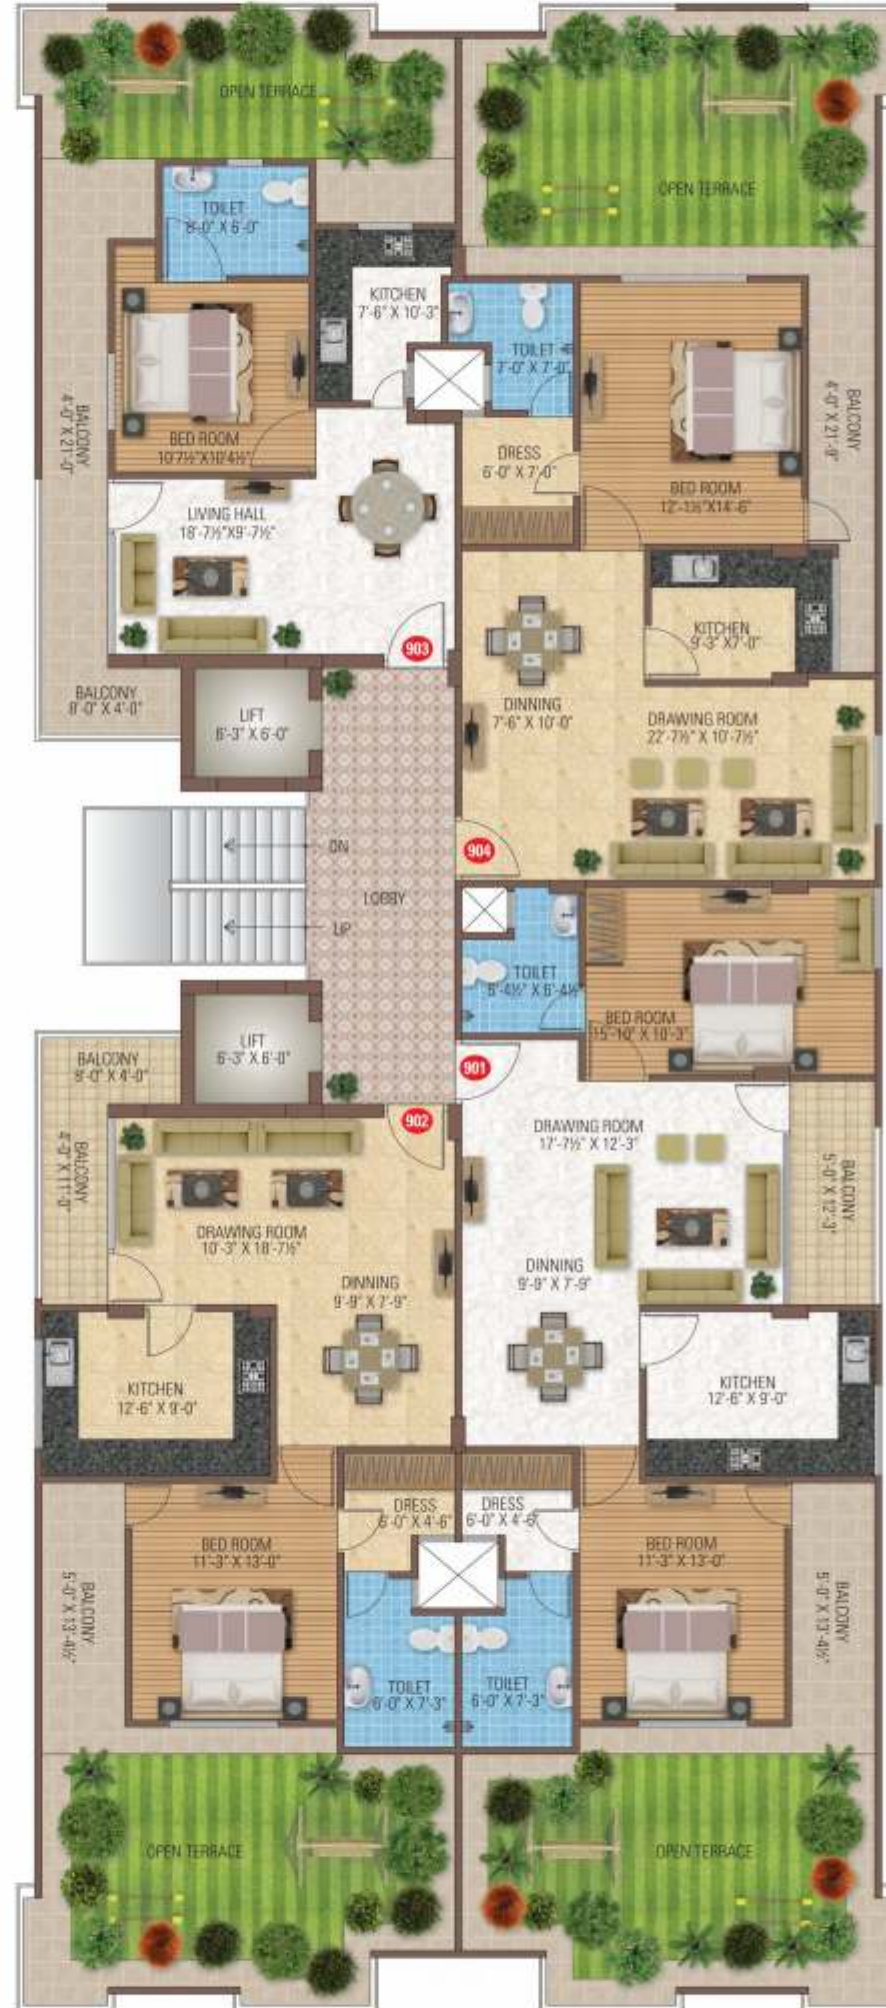 OPEN TERRACE
OPEN TERRACE
TOILET
8'-0" X 6'-0"
KITCHEN
7'-6" X 10'-3"
TOILET
7'-0" X 7'-0"
BED ROOM
10'7½"X10'4½"
BALCONY
4'-0" X 21'-0"
DRESS
6'-0" X 7'-0"
BED ROOM
12'-1½"X14'-6"
BALCONY
4'-0" X 21'-9"
LIVING HALL
18'-7½"X9'-7½"
903
KITCHEN
9'-3" X7'-0"
BALCONY
8'-0" X 4'-0"
LIFT
6'-3" X 6'-0"
DINNING
7'-6" X 10'-0"
DRAWING ROOM
22'-7½" X 10'-7½"
DN
904
LOBBY
UP
TOILET
6'-4½" X 6'-4½"
BED ROOM
15'-10" X 10'-3"
LIFT
6'-3" X 6'-0"
BALCONY
8'-0" X 4'-0"
901
902
BALCONY
4'-0" X 11'-0"
DRAWING ROOM
17'-7½" X 12'-3"
BALCONY
5'-0" X 12'-3"
DRAWING ROOM
10'-3" X 18'-7½"
DINNING
9'-9" X 7'-9"
DINNING
9'-9" X 7'-9"
KITCHEN
12'-6" X 9'-0"
KITCHEN
12'-6" X 9'-0"
DRESS
6'-0" X 4'-6"
DRESS
6'-0" X 4'-6"
BED ROOM
11'-3" X 13'-0"
BED ROOM
11'-3" X 13'-0"
BALCONY
5'-0" X 13'-4½"
BALCONY
5'-0" X 13'-4½"
TOILET
6'-0" X 7'-3"
TOILET
6'-0" X 7'-3"
OPEN TERRACE
OPEN TERRACE